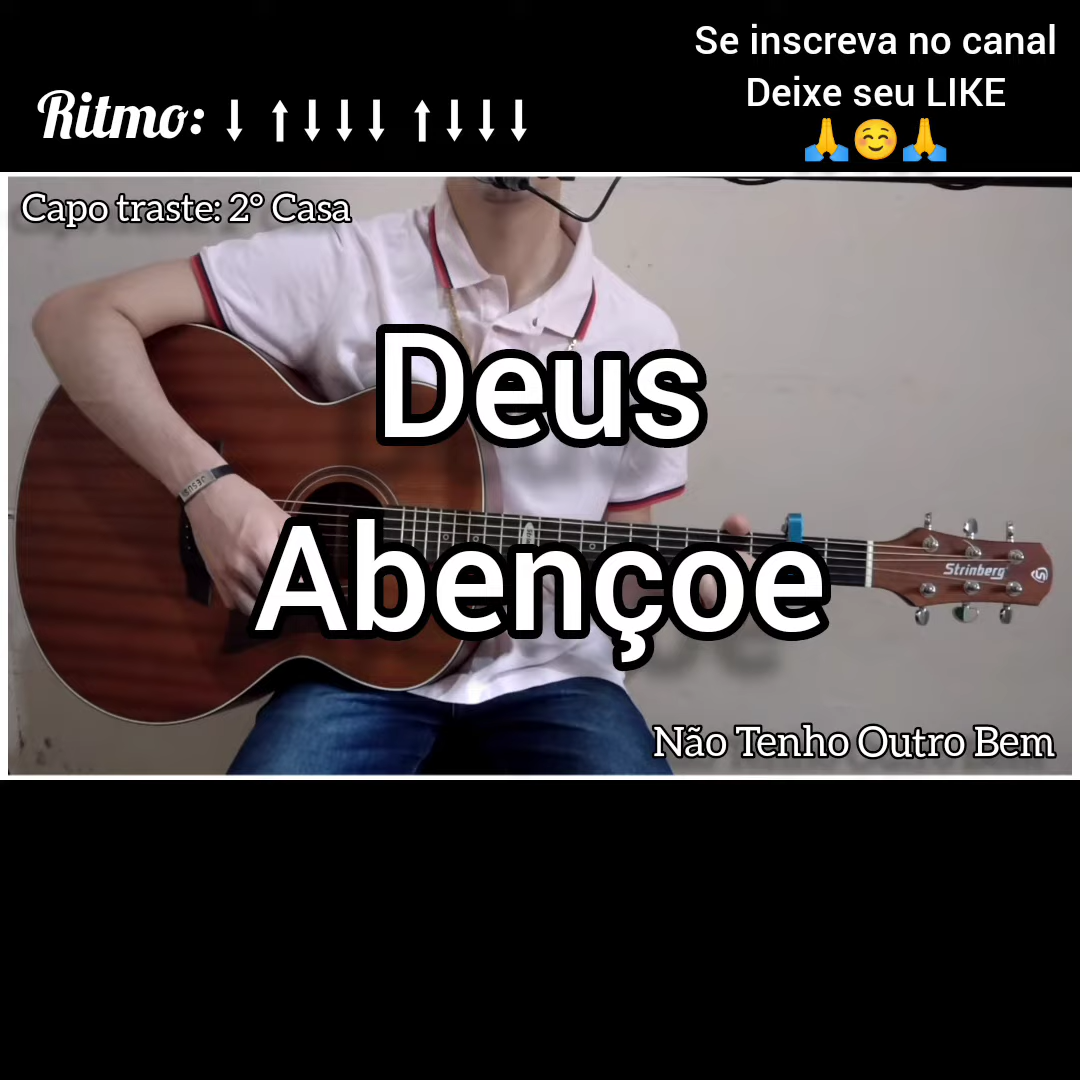 Se inscreva no canal
Deixe seu LIKE
🙏☺️🙏
Ritmo: ↓ ↑↓↓↓ ↑↓↓↓
Capo traste: 2° Casa
Deus
Abençoe
JESUS
Strinberg
Não Tenho Outro Bem